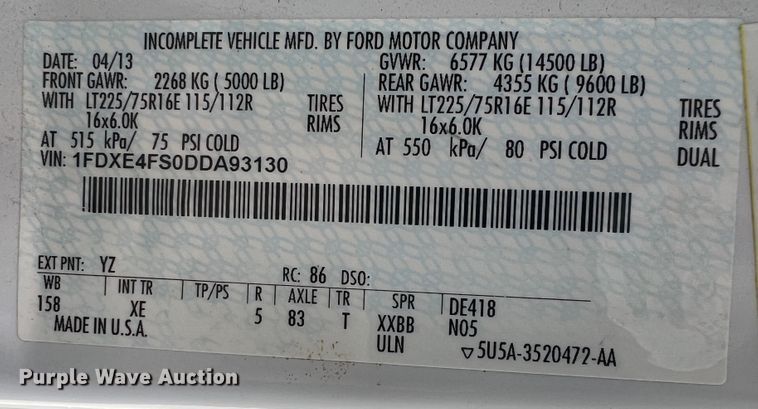 INCOMPLETE VEHICLE MFD. BY FORD MOTOR COMPANY
DATE: 04/13 GVWR: 6577 KG (14500 LB)
FRONT GAWR: 2268 KG ( 5000 LB) REAR GAWR: 4355 KG ( 9600 LB)
WITH LT225/75R16E 115/112R TIRES WITH LT225/75R16E 115/112R TIRES
16x6.0K RIMS 16x6.0K RIMS
AT 515 kPa/ 75 PSI COLD AT 550 kPa/ 80 PSI COLD DUAL
VIN: 1FDXE4FS0DDA93130
EXT PNT: YZ RC: 86 DSO:
WB INT TR TP/PS R AXLE TR SPR DE418
158 XE 5 83 T XXBB N05
MADE IN U.S.A. ULN ▽5U5A-3520472-AA
Purple Wave Auction